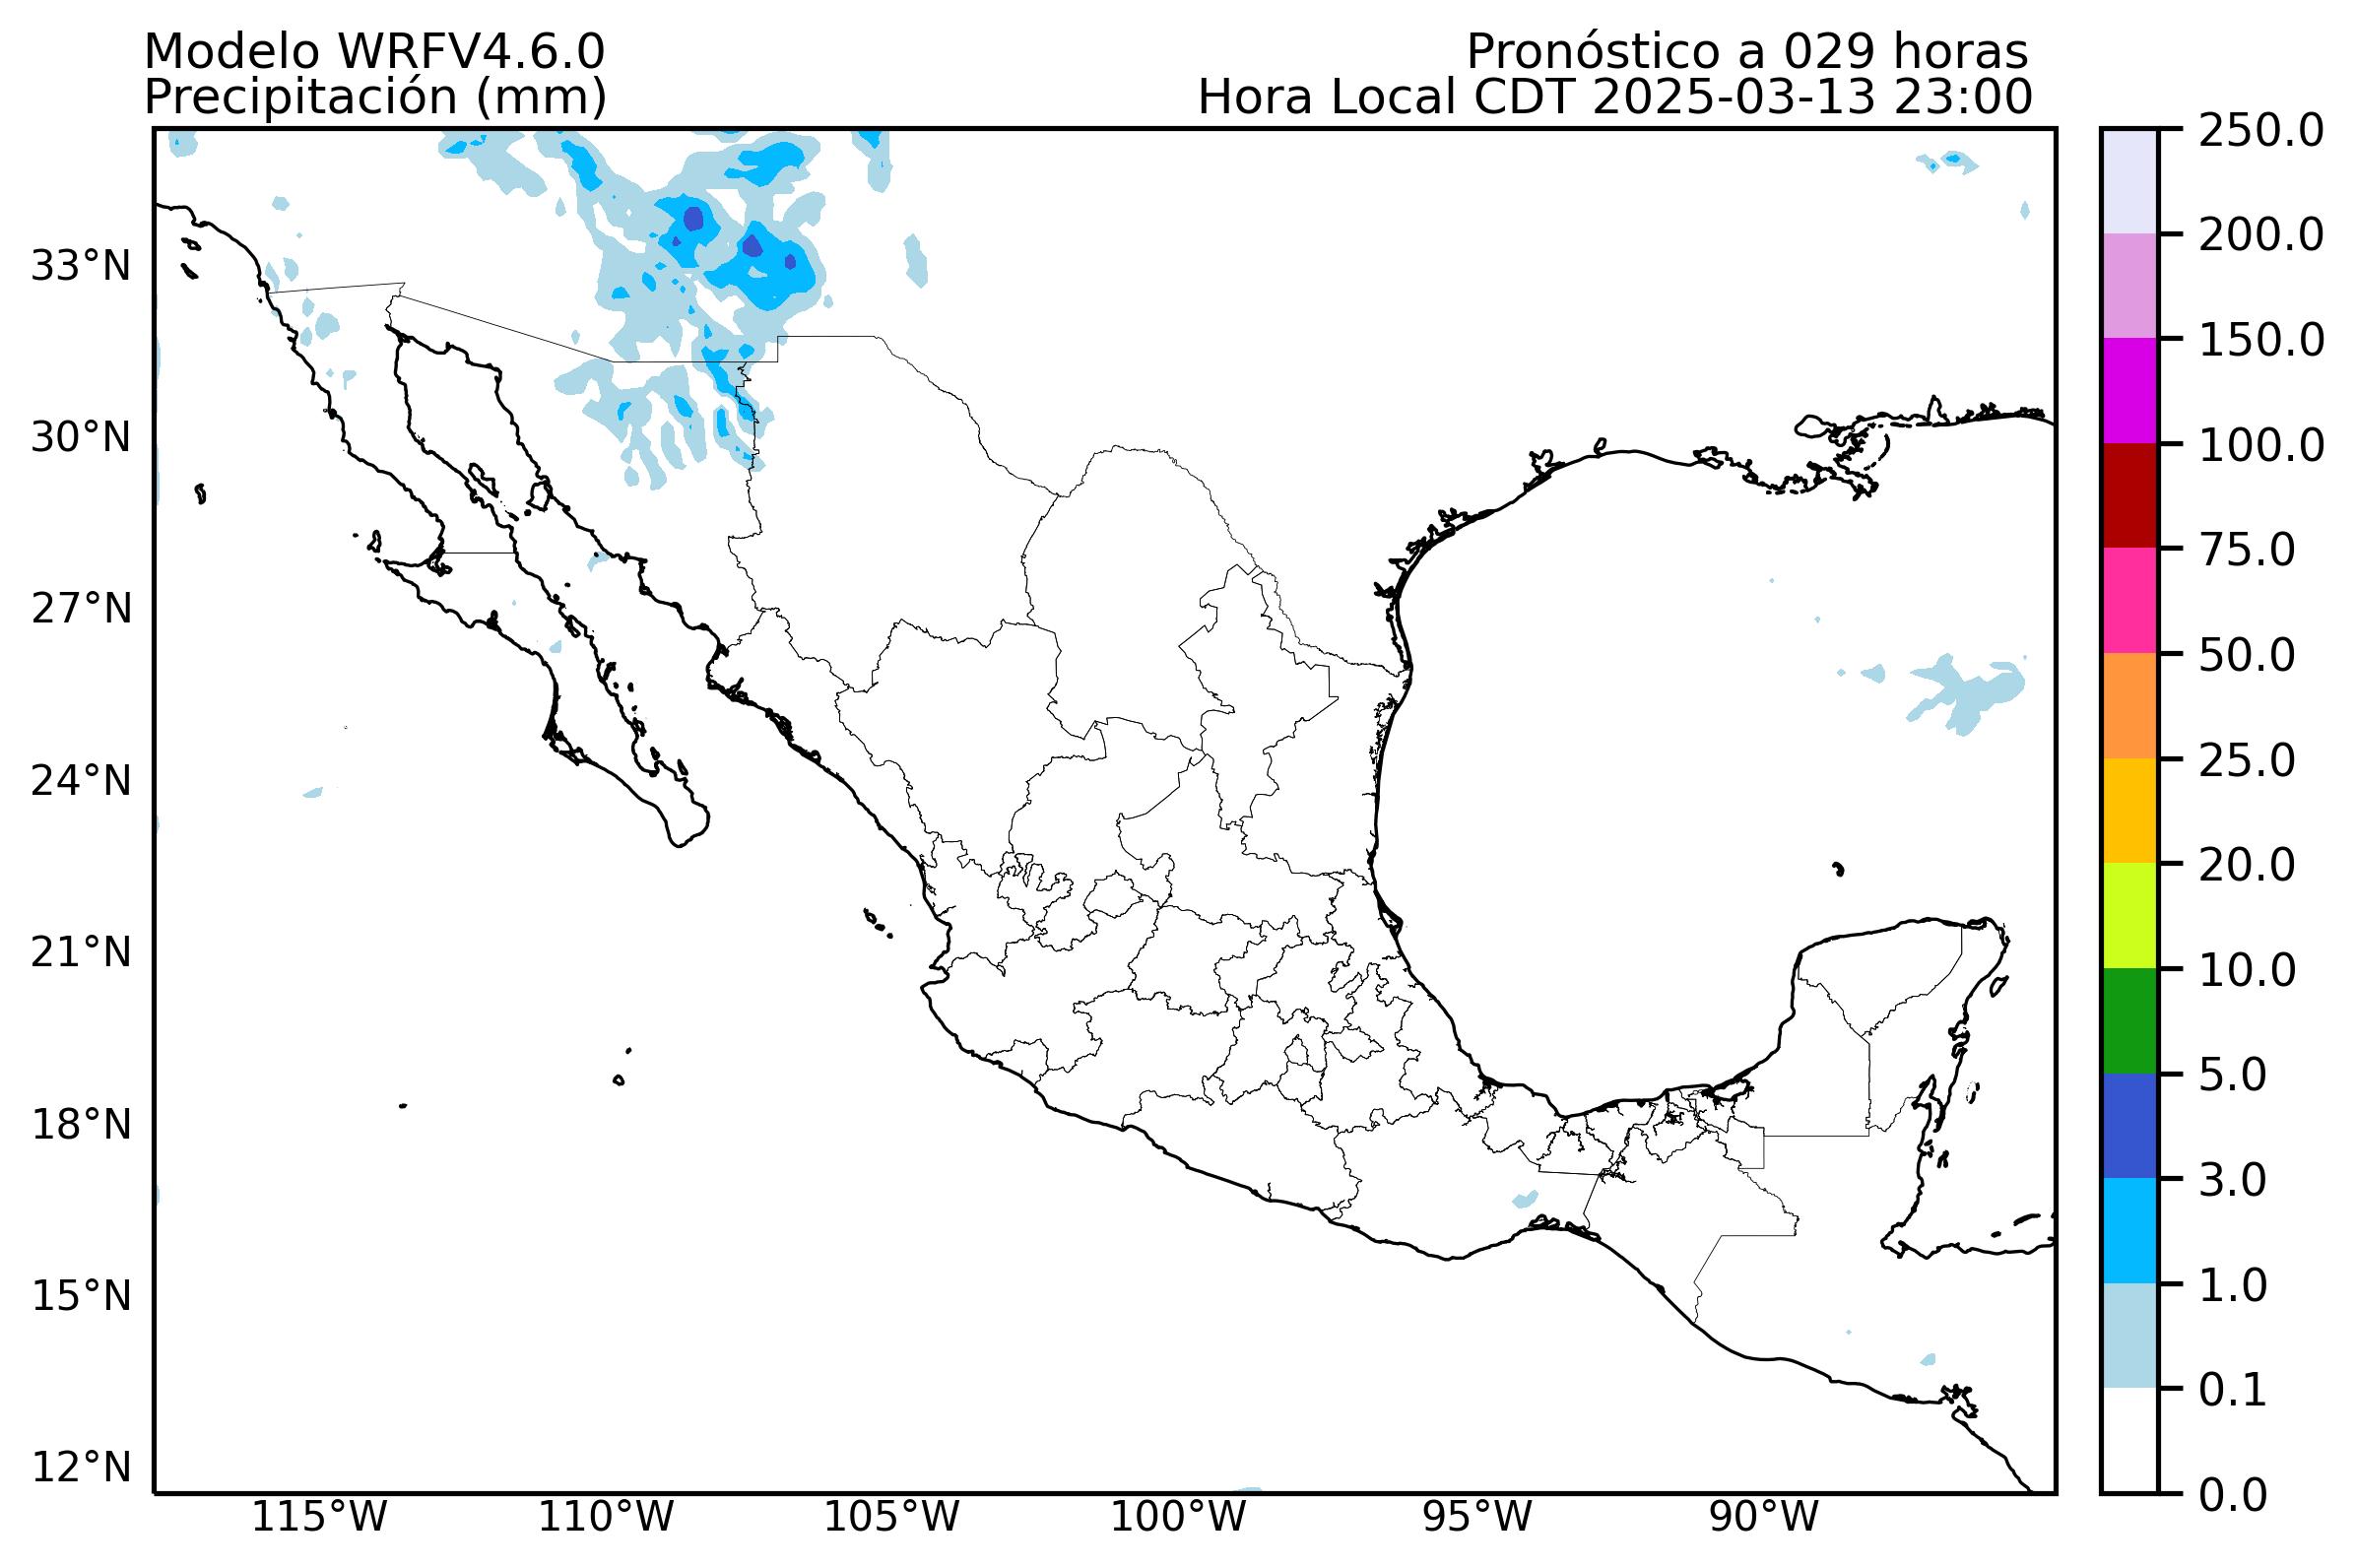 Modelo WRFV4.6.0
Precipitación (mm)
Pronóstico a 029 horas
Hora Local CDT 2025-03-13 23:00
33°N
30°N
27°N
24°N
21°N
18°N
15°N
12°N
115°W
110°W
105°W
100°W
95°W
90°W
250.0
200.0
150.0
100.0
75.0
50.0
25.0
20.0
10.0
5.0
3.0
1.0
0.1
0.0